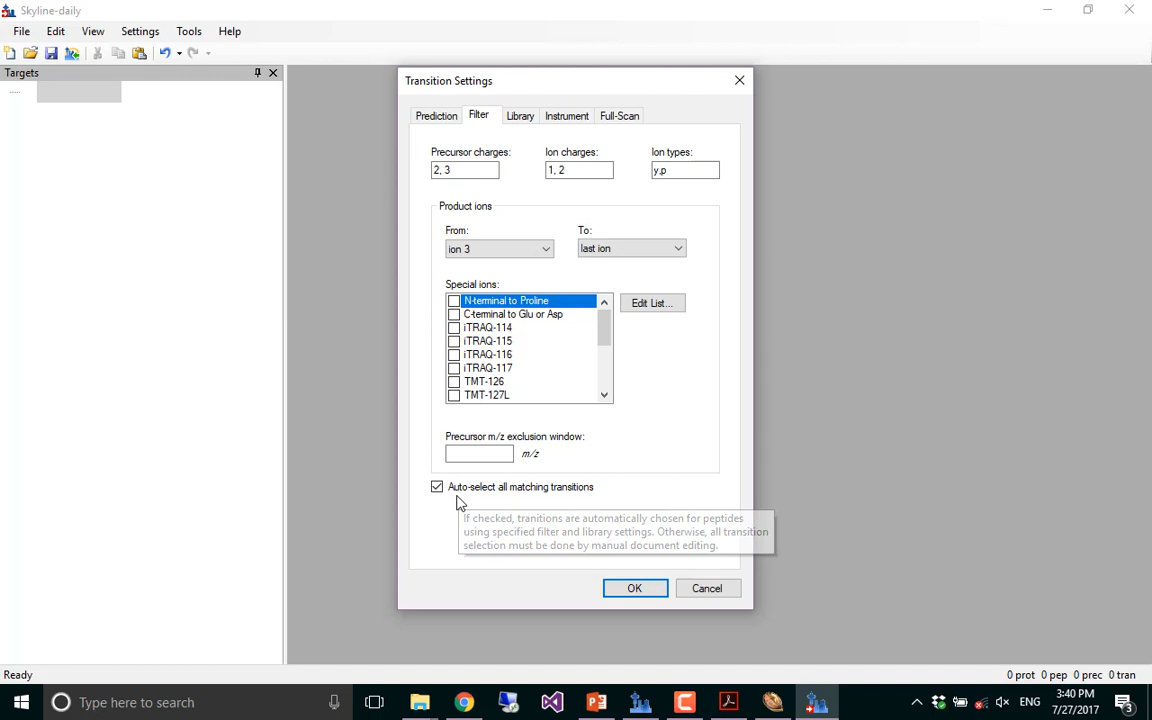 Skyline-daily
File Edit View Settings Tools Help
Targets
Transition Settings
Prediction Filter Library Instrument Full-Scan
Precursor charges: Ion charges: Ion types:
2, 3 1, 2 y,p
Product ions
From: To:
ion 3 last ion
Special ions:
N-terminal to Proline Edit List...
C-terminal to Glu or Asp
iTRAQ-114
iTRAQ-115
iTRAQ-116
iTRAQ-117
TMT-126
TMT-127L
Precursor m/z exclusion window:
m/z
Auto-select all matching transitions
If checked, tranitions are automatically chosen for peptides
using specified filter and library settings. Otherwise, all transition
selection must be done by manual document editing.
OK Cancel
Ready 0 prot 0 pep 0 prec 0 tran
Type here to search ENG 3:40 PM
7/27/2017 3